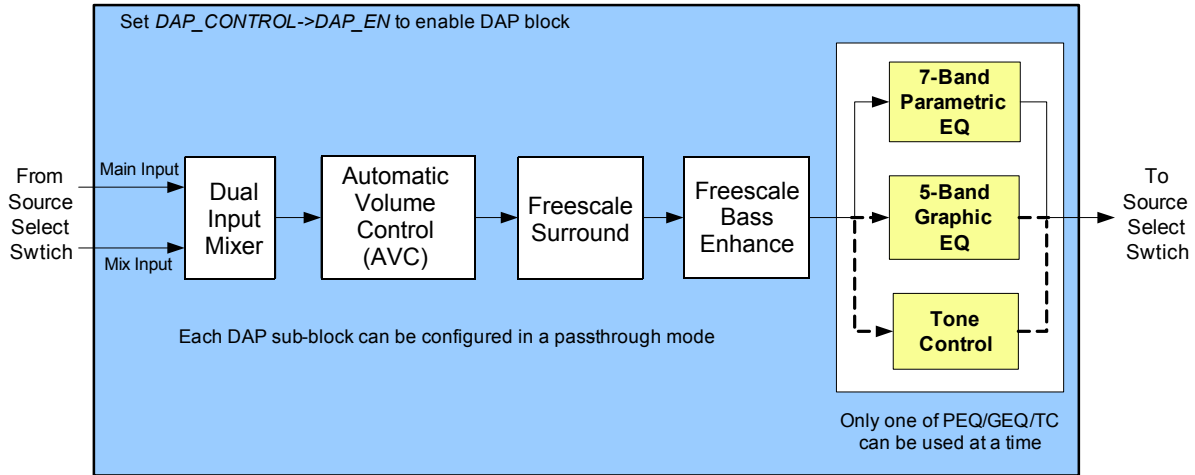 Set DAP_CONTROL->DAP_EN to enable DAP block
From
Source
Select
Swtich
Main Input
Mix Input
Dual
Input
Mixer
Automatic
Volume
Control
(AVC)
Freescale
Surround
Freescale
Bass
Enhance
7-Band
Parametric
EQ
5-Band
Graphic
EQ
Tone
Control
To
Source
Select
Swtich
Each DAP sub-block can be configured in a passthrough mode
Only one of PEQ/GEQ/TC
can be used at a time